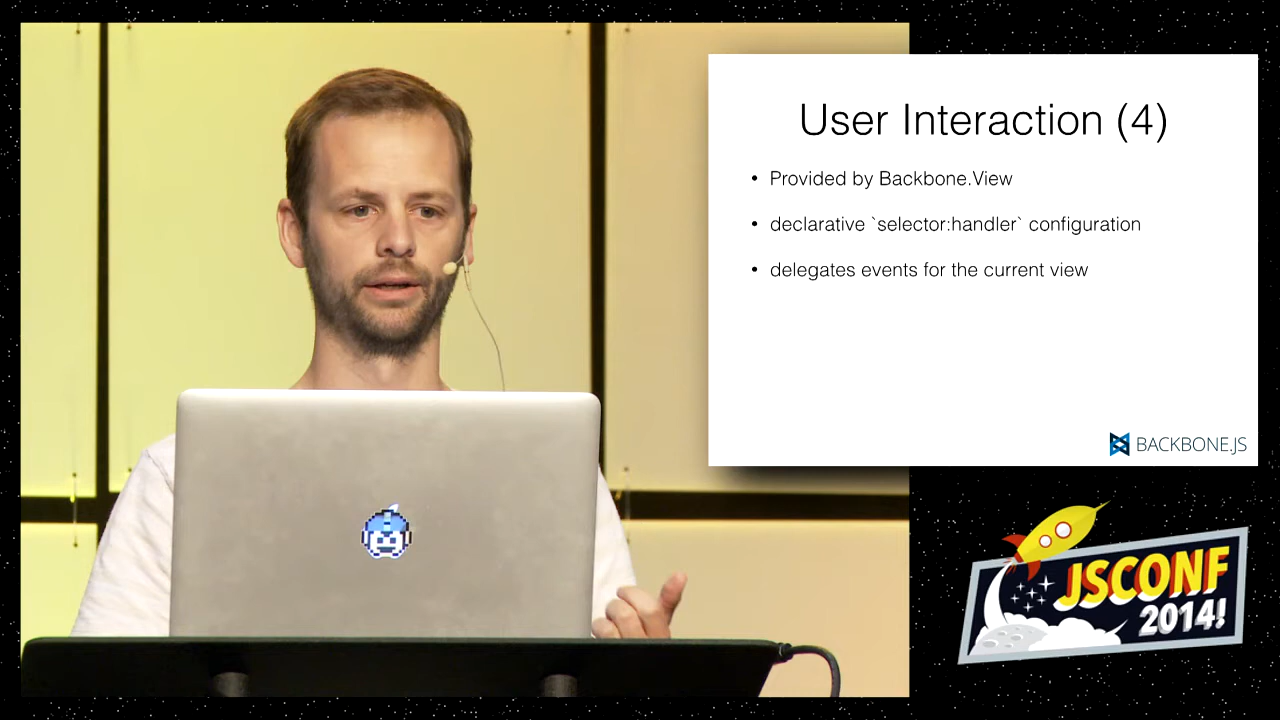 User Interaction (4)
• Provided by Backbone.View
• declarative `selector:handler` configuration
• delegates events for the current view
BACKBONE.JS
JSCONF
2014!